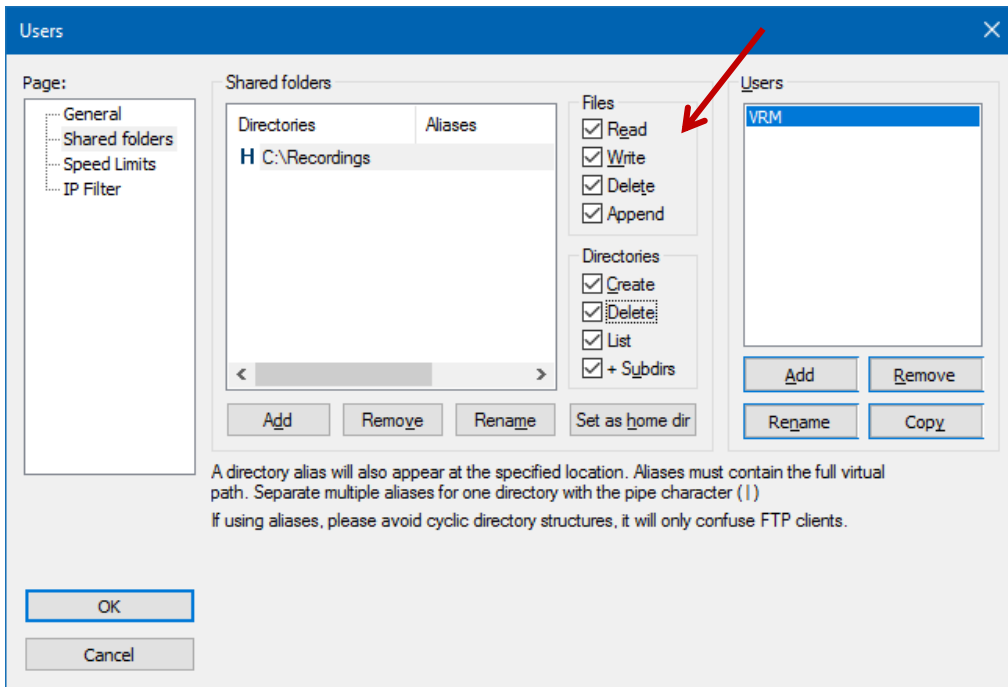 Users
Page:
General
Shared folders
Speed Limits
IP Filter
Shared folders
Directories Aliases
H C:\Recordings
Add Remove Rename Set as home dir
Files
Read
Write
Delete
Append
Directories
Create
Delete
List
+ Subdirs
Users
VRM
Add Remove
Rename Copy
A directory alias will also appear at the specified location. Aliases must contain the full virtual
path. Separate multiple aliases for one directory with the pipe character (|)
If using aliases, please avoid cyclic directory structures, it will only confuse FTP clients.
OK
Cancel